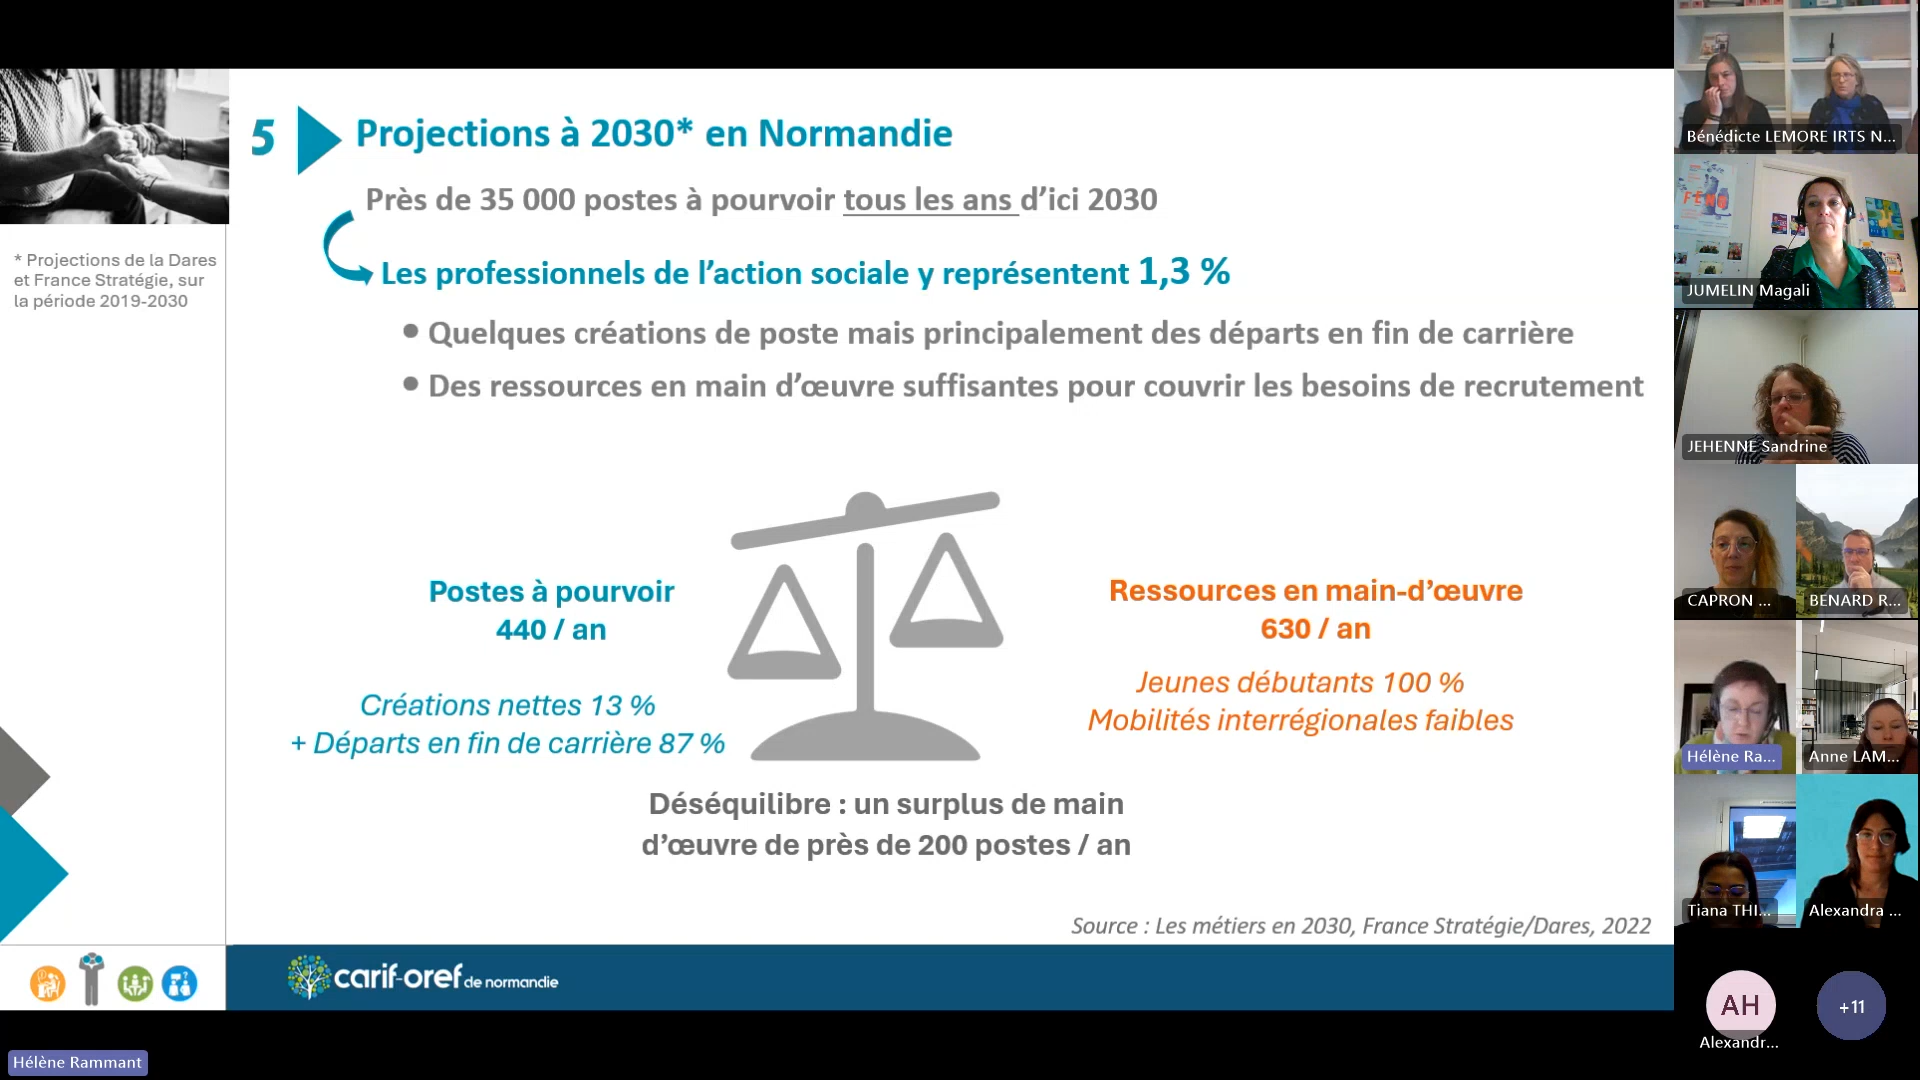 5
Projections à 2030* en Normandie
Près de 35 000 postes à pourvoir tous les ans d’ici 2030
Les professionnels de l’action sociale y représentent 1,3 %
• Quelques créations de poste mais principalement des départs en fin de carrière
• Des ressources en main d’œuvre suffisantes pour couvrir les besoins de recrutement
* Projections de la Dares
et France Stratégie, sur
la période 2019-2030
Postes à pourvoir
440 / an
Créations nettes 13 %
+ Départs en fin de carrière 87 %
Ressources en main-d’œuvre
630 / an
Jeunes débutants 100 %
Mobilités interrégionales faibles
Déséquilibre : un surplus de main
d’œuvre de près de 200 postes / an
Source : Les métiers en 2030, France Stratégie/Dares, 2022
carif-oref de normandie
Hélène Rammant
Bénédicte LEMORE IRTS N...
JUMELIN Magali
JEHENNE Sandrine
CAPRON ...
BENARD R...
Hélène Ra...
Anne LAM...
Tiana THI...
Alexandra ...
AH
Alexandr...
+11